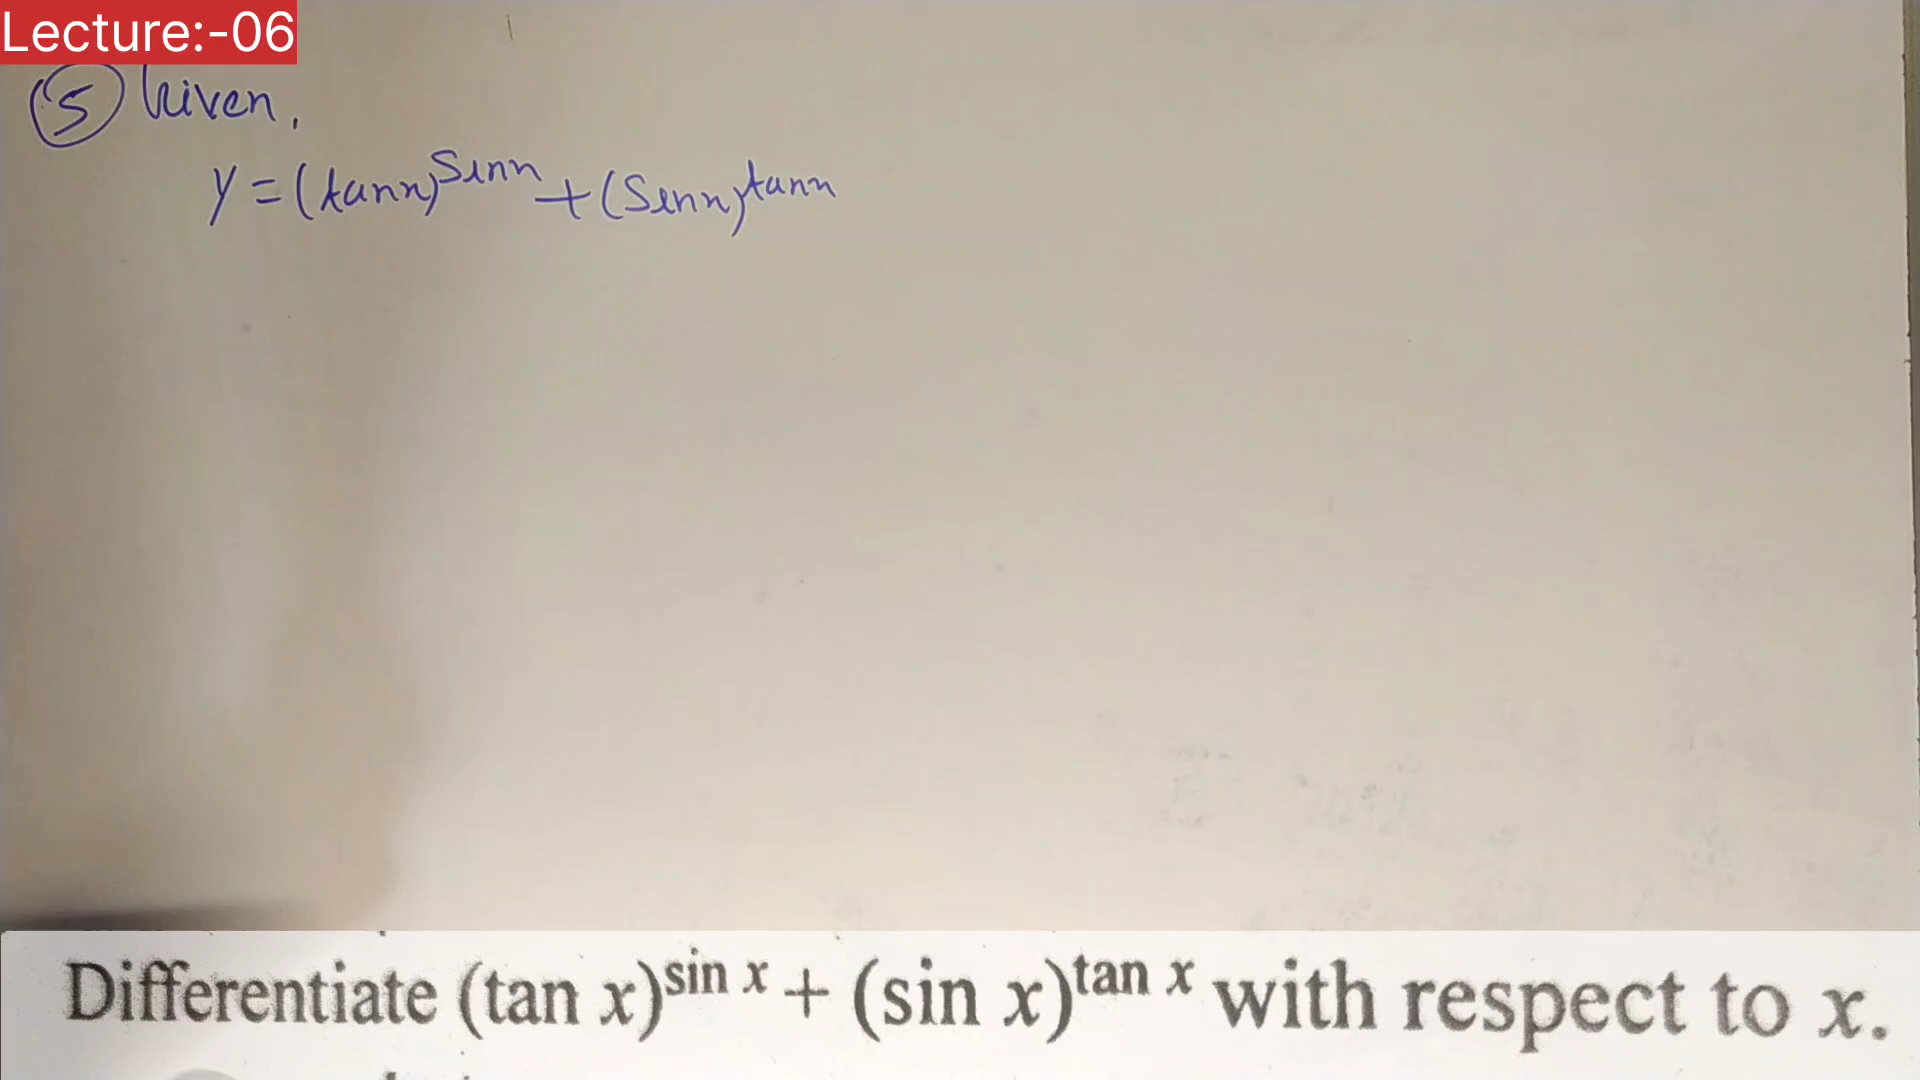 Lecture:-06
(5) Given,
y = (tanx)^sinx + (sinx)^tanx
Differentiate (tan x)^sin x + (sin x)^tan x with respect to x.